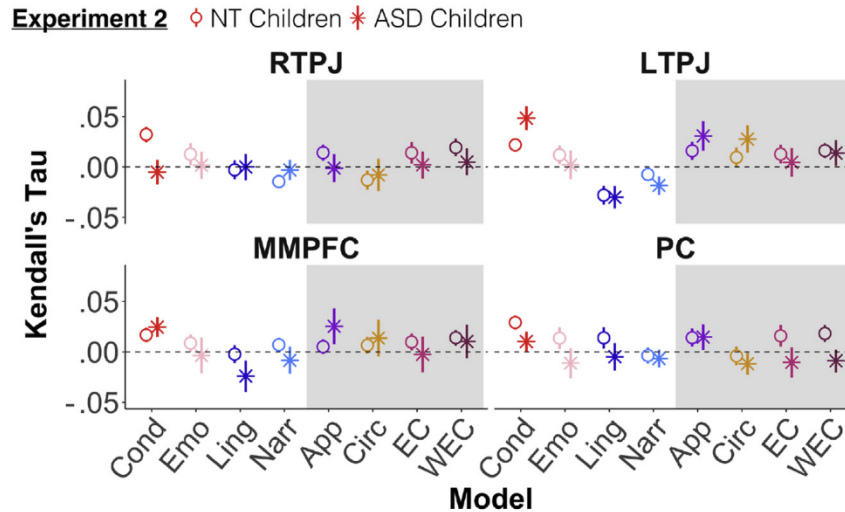 Experiment 2 NT Children ASD Children
RTPJ LTPJ
.05
.00
-.05
MMPFC PC
.05
.00
-.05
Kendall's Tau
Cond Emo Ling Narr App Circ EC WEC Cond Emo Ling Narr App Circ EC WEC
Model